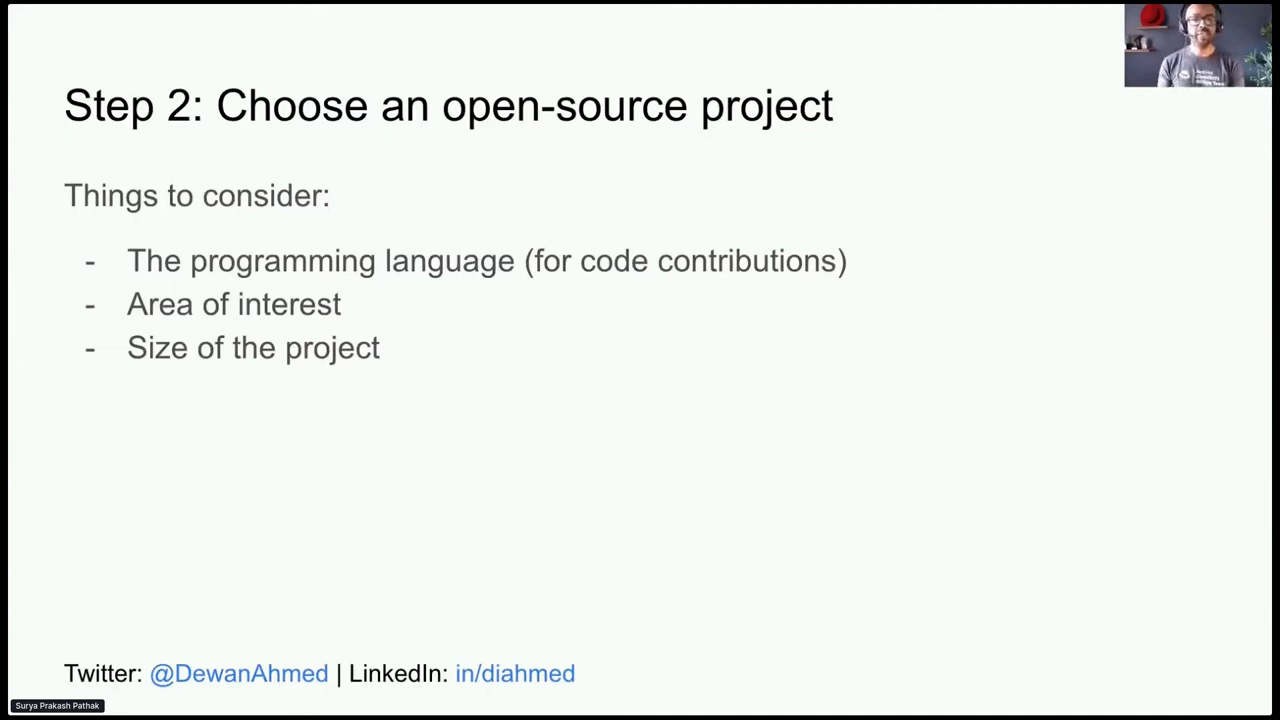 Step 2: Choose an open-source project
Things to consider:
- The programming language (for code contributions)
- Area of interest
- Size of the project
Twitter: @DewanAhmed | LinkedIn: in/diahmed
Surya Prakash Pathak